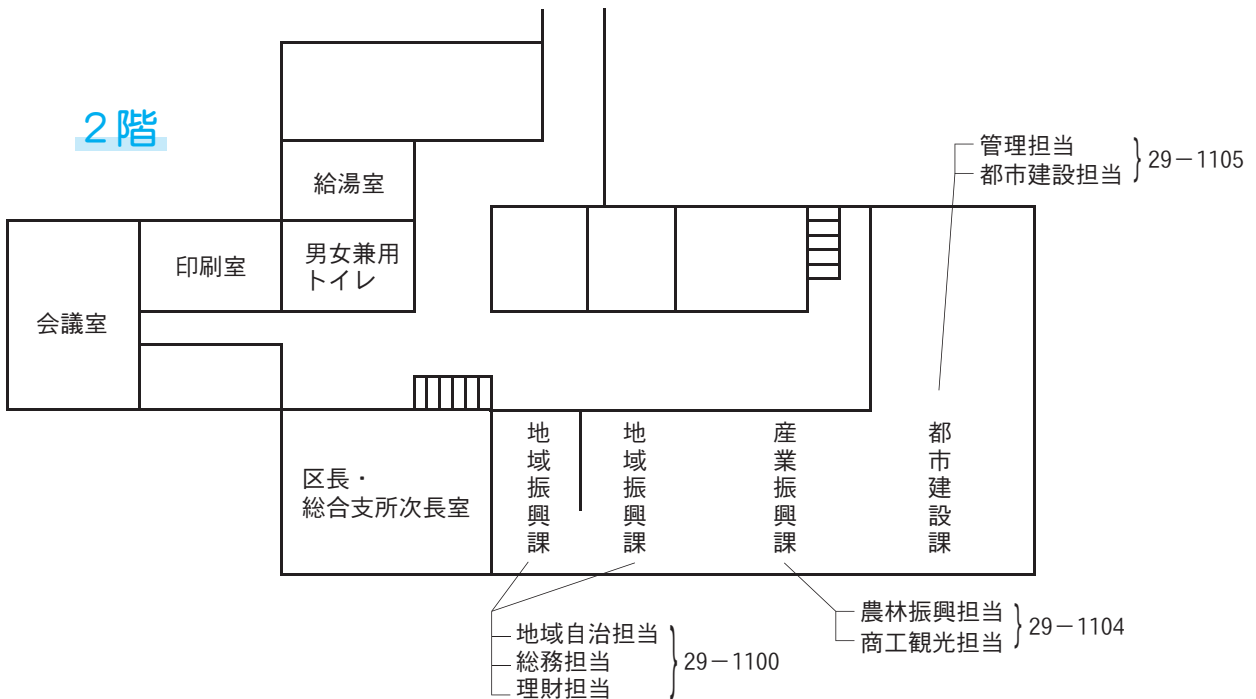 2階
管理担当
都市建設担当
29−1105
給湯室
印刷室
男女兼用
トイレ
会議室
区長・
総合支所次長室
地域振興課
地域振興課
産業振興課
都市建設課
地域自治担当
総務担当
理財担当
29−1100
農林振興担当
商工観光担当
29−1104